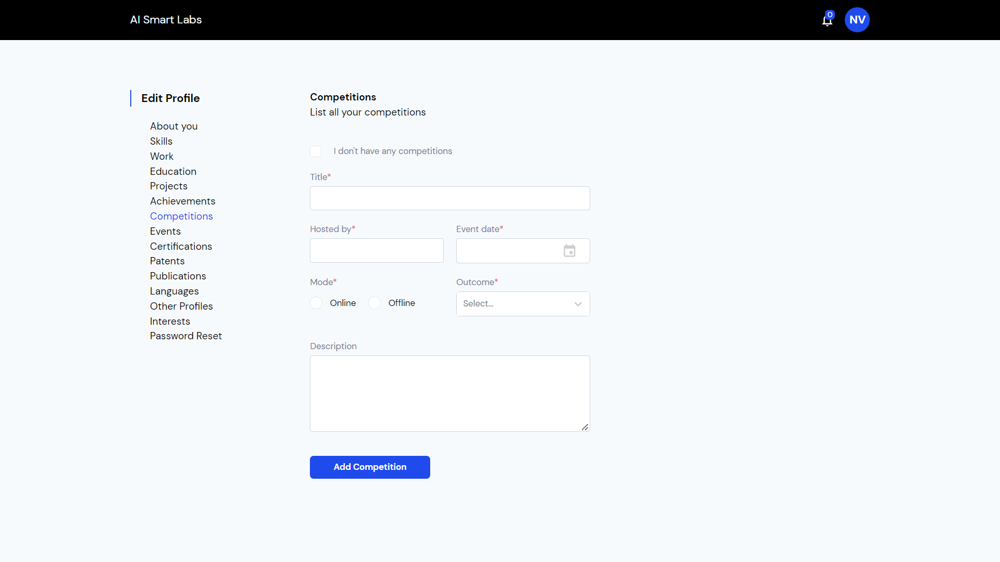 AI Smart Labs
0
NV
Edit Profile
About you
Skills
Work
Education
Projects
Achievements
Competitions
Events
Certifications
Patents
Publications
Languages
Other Profiles
Interests
Password Reset
Competitions
List all your competitions
I don't have any competitions
Title*
Hosted by*
Event date*
Mode*
Online
Offline
Outcome*
Select...
Description
Add Competition